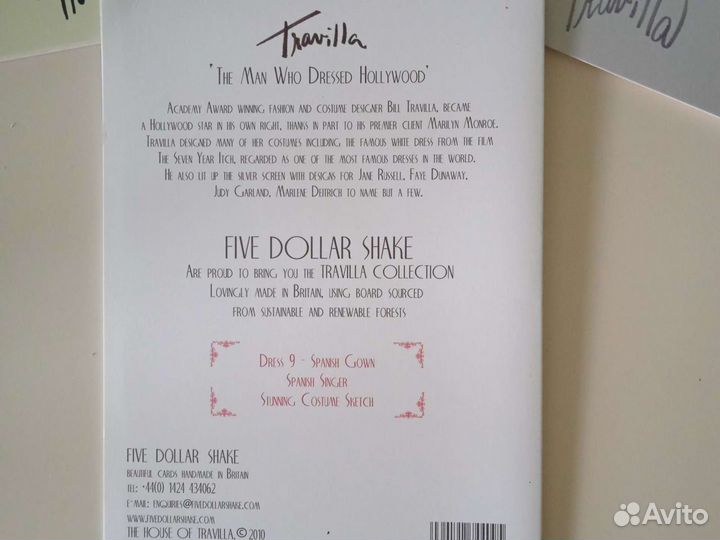 Travilla
'The Man Who Dressed Hollywood'
Academy Award winning fashion and costume designer Bill Travilla, became
a Hollywood star in his own right, thanks in part to his premier client Marilyn Monroe.
Travilla designed many of her costumes including the famous white dress from the film
The Seven Year Itch, regarded as one of the most famous dresses in the world.
He also lit up the silver screen with designs for Jane Russell, Faye Dunaway,
Judy Garland, Marlene Deitrich to name but a few.
FIVE DOLLAR SHAKE
Are proud to bring you the TRAVILLA COLLECTION
Lovingly made in Britain, using board sourced
from sustainable and renewable forests
Dress 9 - Spanish Gown
Spanish Singer
Stunning Costume Sketch
FIVE DOLLAR SHAKE
beautiful cards handmade in Britain
tel: +44(0) 1424 434062
e-mail: enquiries@fivedollarshake.com
www.fivedollarshake.com
THE HOUSE OF TRAVILLA,© 2010
Travilla
Avito